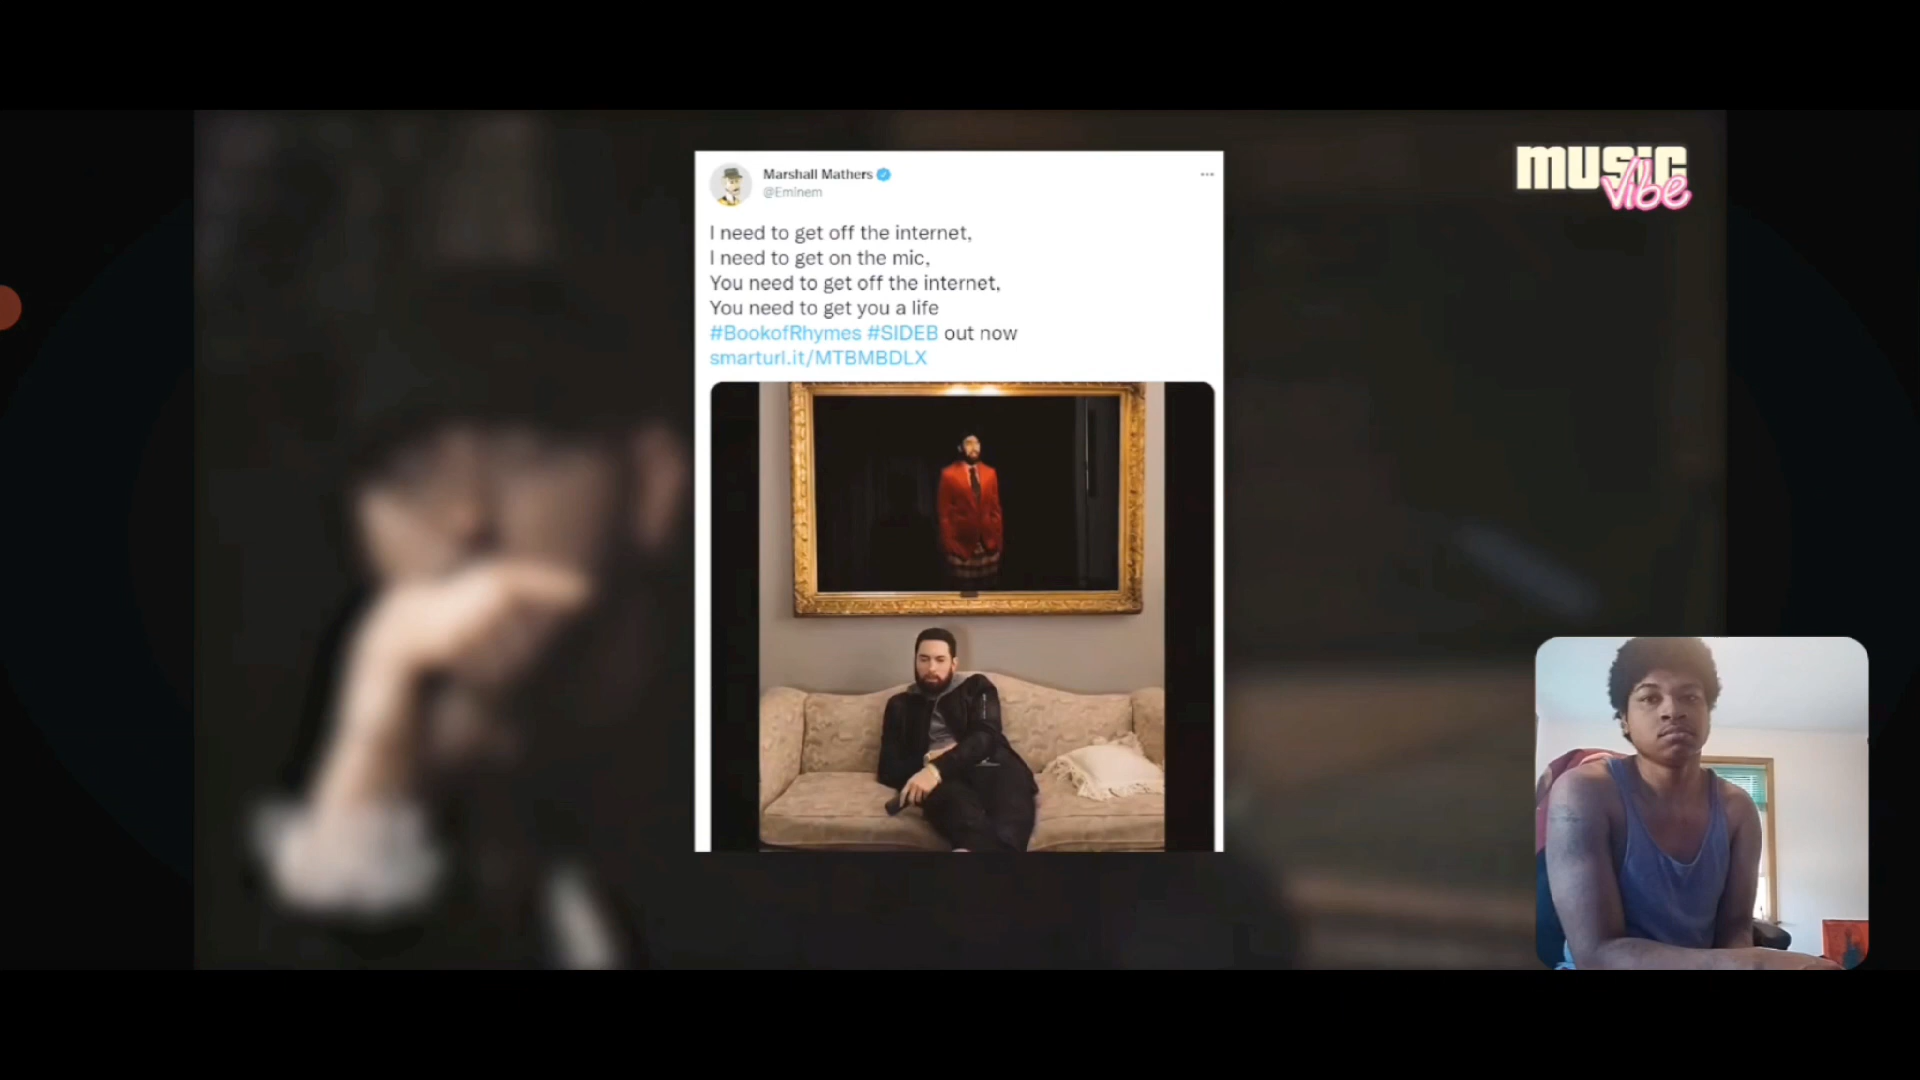 Marshall Mathers
@Eminem
I need to get off the internet,
I need to get on the mic,
You need to get off the internet,
You need to get you a life
#BookofRhymes #SIDEB out now
smarturl.it/MTBMBDLX
music
vibe